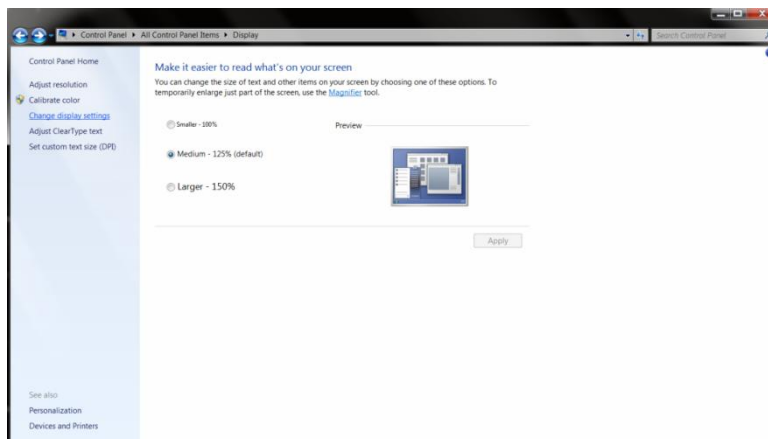 Control Panel ▸ All Control Panel Items ▸ Display
Search Control Panel
Control Panel Home
Adjust resolution
Calibrate color
Change display settings
Adjust ClearType text
Set custom text size (DPI)
Make it easier to read what's on your screen
You can change the size of text and other items on your screen by choosing one of these options. To
temporarily enlarge just part of the screen, use the Magnifier tool.
Smaller - 100%
Preview
Medium - 125% (default)
Larger - 150%
Apply
See also
Personalization
Devices and Printers